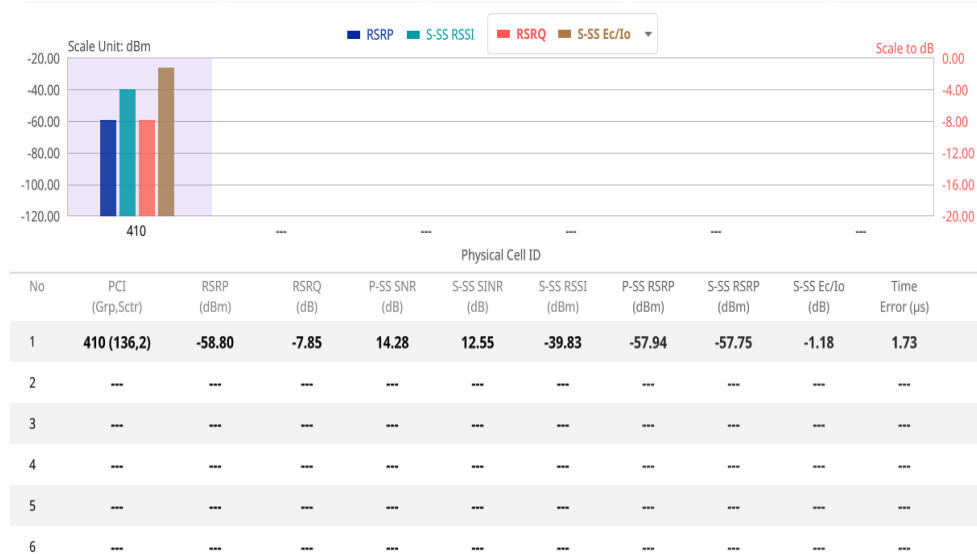 RSRP S-SS RSSI RSRQ S-SS Ec/Io
Scale Unit: dBm Scale to dB
-20.00 0.00
-40.00 -4.00
-60.00 -8.00
-80.00 -12.00
-100.00 -16.00
-120.00 -20.00
410 --- --- --- --- ---
Physical Cell ID
No PCI RSRP RSRQ P-SS SNR S-SS SINR S-SS RSSI P-SS RSRP S-SS RSRP S-SS Ec/Io Time
(Grp,Sctr) (dBm) (dB) (dB) (dB) (dBm) (dBm) (dBm) (dB) Error (µs)
1 410 (136,2) -58.80 -7.85 14.28 12.55 -39.83 -57.94 -57.75 -1.18 1.73
2 --- --- --- --- --- --- --- --- --- ---
3 --- --- --- --- --- --- --- --- --- ---
4 --- --- --- --- --- --- --- --- --- ---
5 --- --- --- --- --- --- --- --- --- ---
6 --- --- --- --- --- --- --- --- --- ---